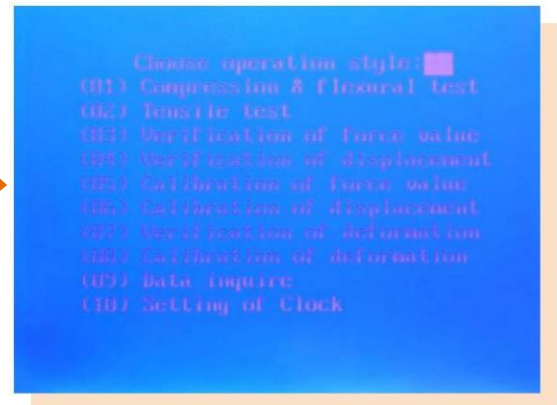 Choose operation style:
(01) Compression & flexural test
(02) Tensile test
(03) Verification of force value
(04) Verification of displacement
(05) Calibration of force value
(06) Calibration of displacement
(07) Verification of deformation
(08) Calibration of deformation
(09) Data inquire
(10) Setting of Clock